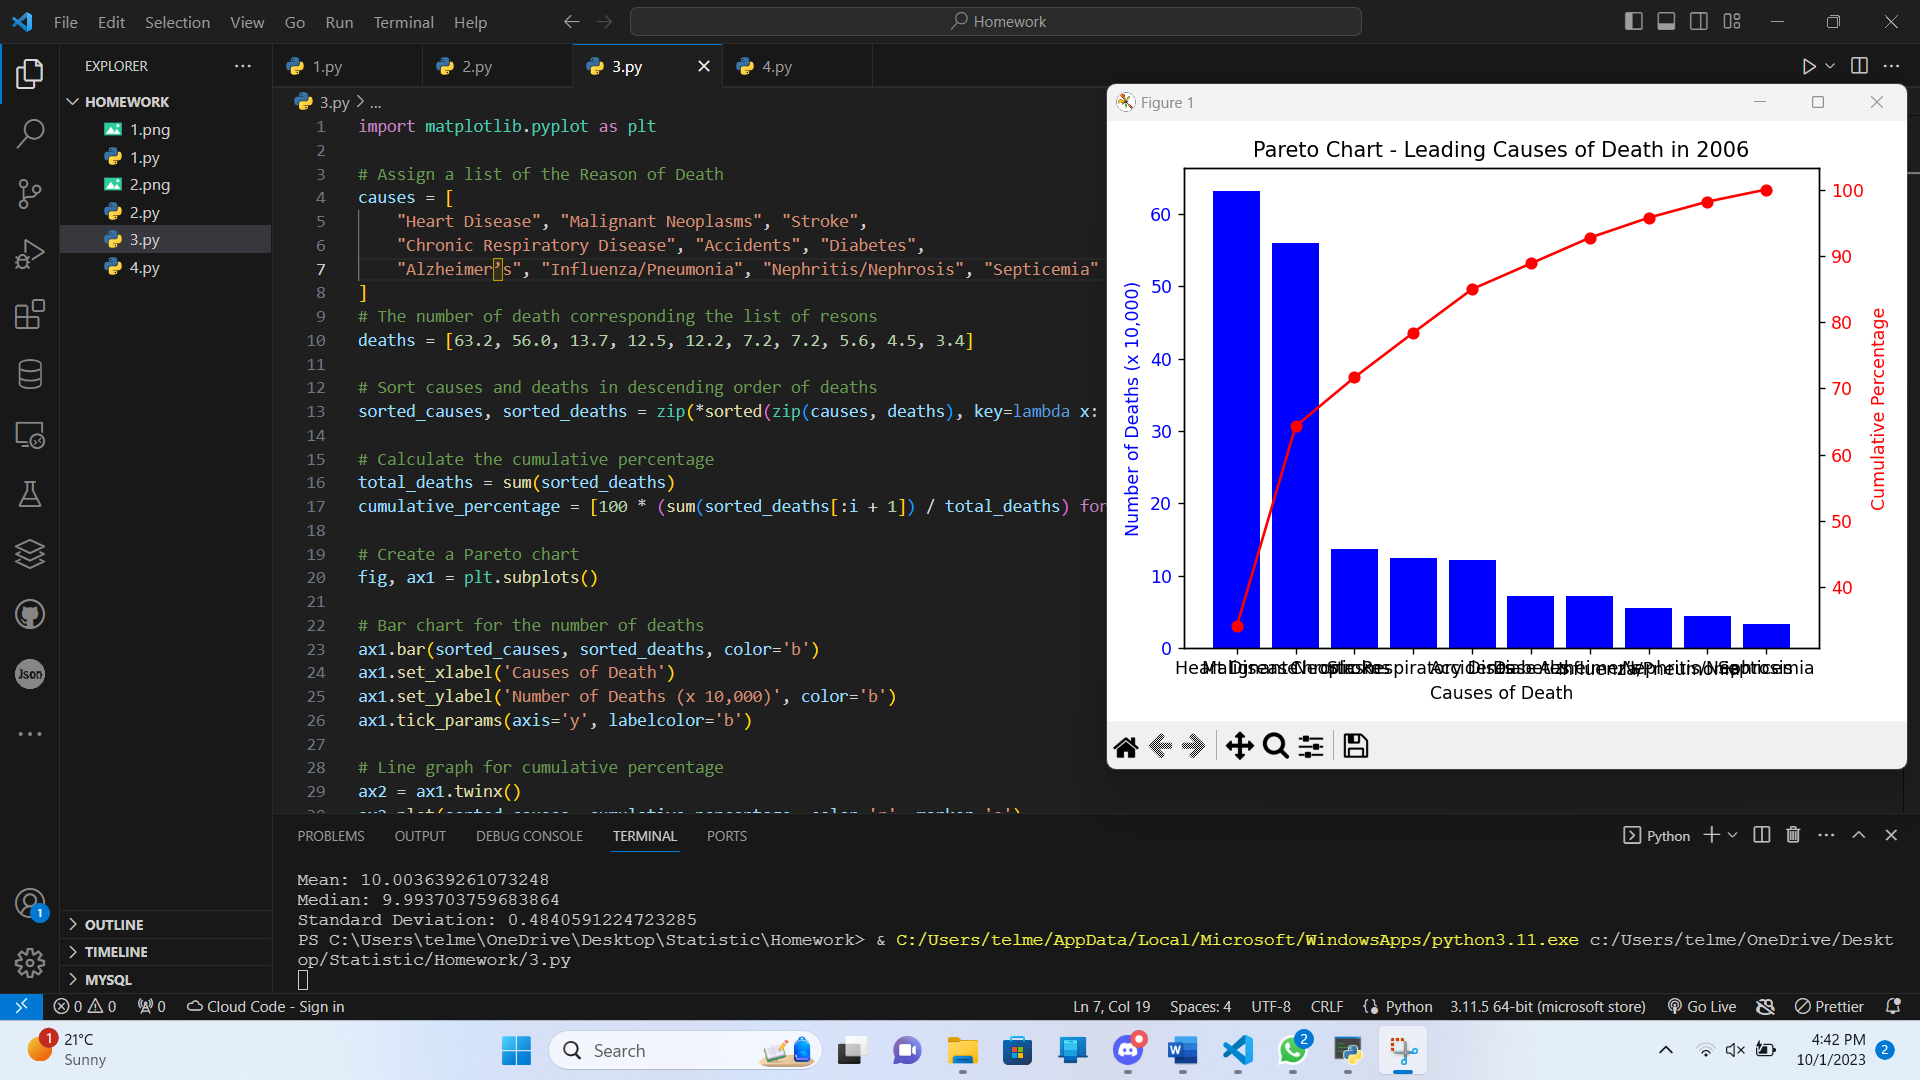 File Edit Selection View Go Run Terminal Help
Homework
EXPLORER
HOMEWORK
1.png
1.py
2.png
2.py
3.py
4.py
OUTLINE
TIMELINE
MYSQL
1.py 2.py 3.py 4.py
3.py > ...
1 import matplotlib.pyplot as plt
2
3 # Assign a list of the Reason of Death
4 causes = [
5 "Heart Disease", "Malignant Neoplasms", "Stroke",
6 "Chronic Respiratory Disease", "Accidents", "Diabetes",
7 "Alzheimer’s", "Influenza/Pneumonia", "Nephritis/Nephrosis", "Septicemia"
8 ]
9 # The number of death corresponding the list of resons
10 deaths = [63.2, 56.0, 13.7, 12.5, 12.2, 7.2, 7.2, 5.6, 4.5, 3.4]
11
12 # Sort causes and deaths in descending order of deaths
13 sorted_causes, sorted_deaths = zip(*sorted(zip(causes, deaths), key=lambda x:
14
15 # Calculate the cumulative percentage
16 total_deaths = sum(sorted_deaths)
17 cumulative_percentage = [100 * (sum(sorted_deaths[:i + 1]) / total_deaths) for
18
19 # Create a Pareto chart
20 fig, ax1 = plt.subplots()
21
22 # Bar chart for the number of deaths
23 ax1.bar(sorted_causes, sorted_deaths, color='b')
24 ax1.set_xlabel('Causes of Death')
25 ax1.set_ylabel('Number of Deaths (x 10,000)', color='b')
26 ax1.tick_params(axis='y', labelcolor='b')
27
28 # Line graph for cumulative percentage
29 ax2 = ax1.twinx()
Figure 1
Pareto Chart - Leading Causes of Death in 2006
Number of Deaths (x 10,000)
60
50
40
30
20
10
0
100
90
80
70
60
50
40
Cumulative Percentage
Causes of Death
PROBLEMS OUTPUT DEBUG CONSOLE TERMINAL PORTS
Python
Mean: 10.003639261073248
Median: 9.993703759683864
Standard Deviation: 0.4840591224723285
PS C:\Users\telme\OneDrive\Desktop\Statistic\Homework> & C:/Users/telme/AppData/Local/Microsoft/WindowsApps/python3.11.exe c:/Users/telme/OneDrive/Deskt
op/Statistic/Homework/3.py
1
0 0 0 Cloud Code - Sign in
Ln 7, Col 19 Spaces: 4 UTF-8 CRLF Python 3.11.5 64-bit (microsoft store) Go Live Prettier
Json
1 21°C
Sunny
Search
2
4:42 PM
10/1/2023
2